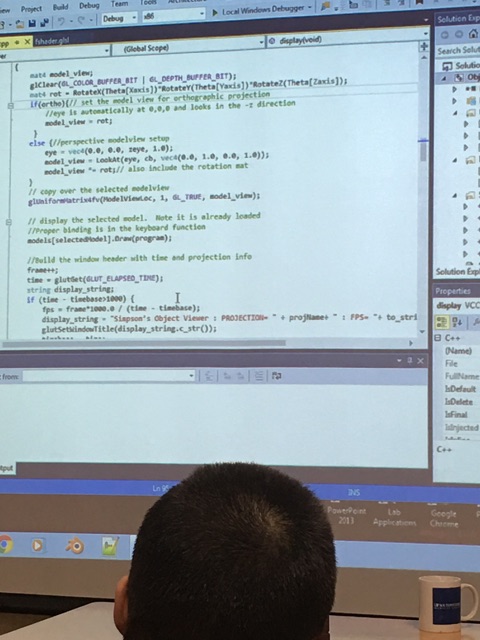 View Project Build Debug Team Tools
Debug x86 Local Windows Debugger
fshader.glsl
(Global Scope) display(void)
{
mat4 model_view;
glClear(GL_COLOR_BUFFER_BIT | GL_DEPTH_BUFFER_BIT);
mat4 rot = RotateX(Theta[Xaxis])*RotateY(Theta[Yaxis])*RotateZ(Theta[Zaxis]);
if(ortho){// set the model view for orthographic projection
//eye is automatically at 0,0,0 and looks in the -z direction
model_view = rot;
}
else {//perspective modelview setup
eye = vec4(0.0, 0.0, zeye, 1.0);
model_view = LookAt(eye, cb, vec4(0.0, 1.0, 0.0, 1.0));
model_view *= rot;// also include the rotation mat
}
// copy over the selected modelview
glUniformMatrix4fv(ModelViewLoc, 1, GL_TRUE, model_view);
// display the selected model. Note it is already loaded
//Proper binding is in the keyboard function
models[selectedModel].Draw(program);
//Build the window header with time and projection info
frame++;
time = glutGet(GLUT_ELAPSED_TIME);
string display_string;
if (time - timebase>1000) {
fps = frame*1000.0 / (time - timebase);
display_string = "Simpson's Object Viewer : PROJECTION= " + projName+ " : FPS= "+ to_stri
glutSetWindowTitle(display_string.c_str());
from:
INS
Solution Explo
Search Solut
Solutio
Obj
Solution Expl
Properties
display VCC
C++
(Name)
File
FullName
IsDefault
IsDelete
IsFinal
IsInjected
C++
PowerPoint 2013
Lab Applications
Google Chrome